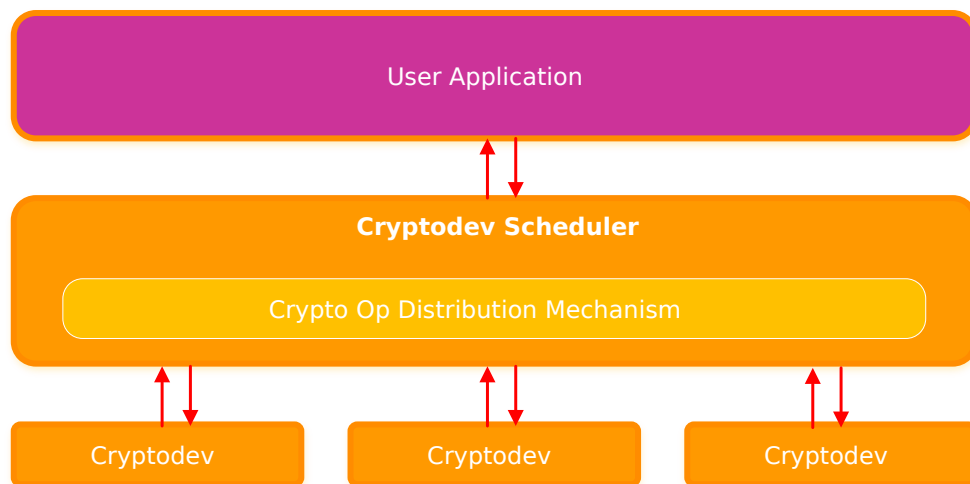 User Application
Cryptodev Scheduler
Crypto Op Distribution Mechanism
Cryptodev
Cryptodev
Cryptodev